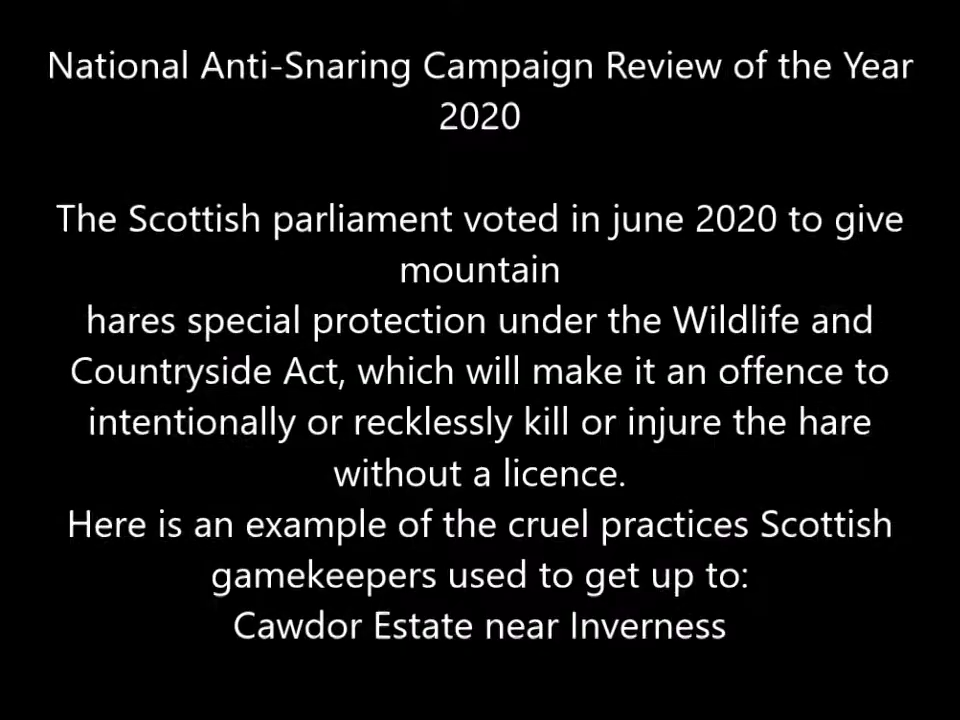 National Anti-Snaring Campaign Review of the Year
2020
The Scottish parliament voted in june 2020 to give
mountain
hares special protection under the Wildlife and
Countryside Act, which will make it an offence to
intentionally or recklessly kill or injure the hare
without a licence.
Here is an example of the cruel practices Scottish
gamekeepers used to get up to:
Cawdor Estate near Inverness